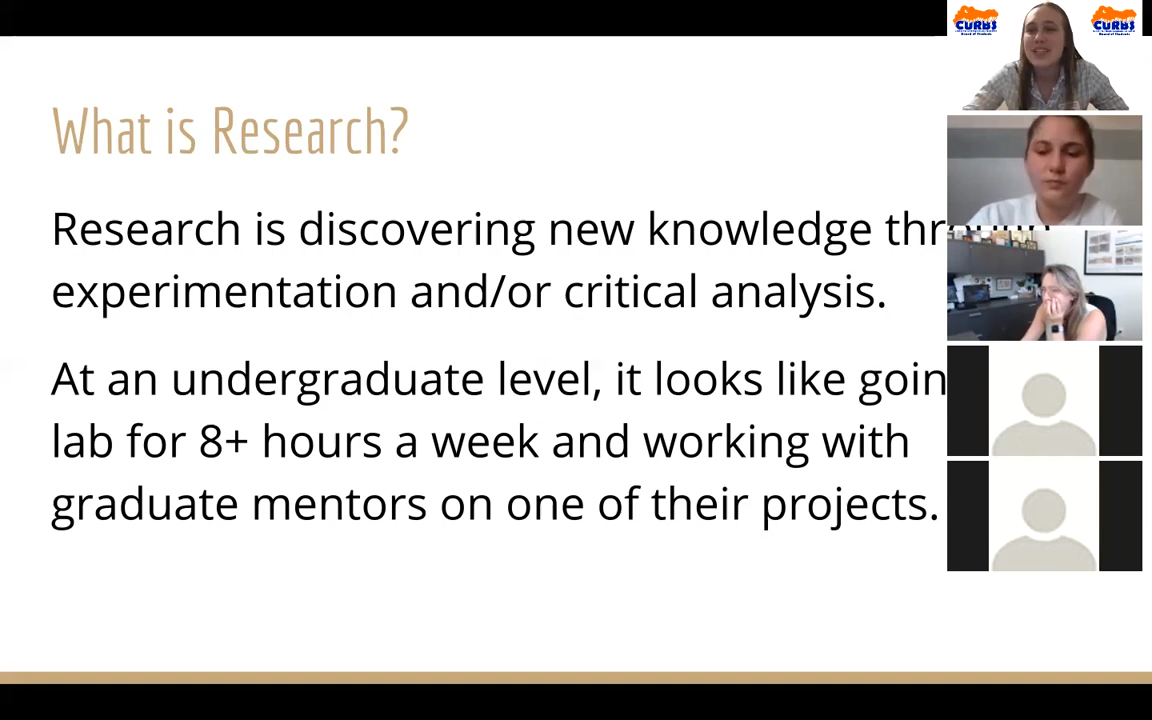 CURBS CURBS
What is Research?
Research is discovering new knowledge through
experimentation and/or critical analysis.
At an undergraduate level, it looks like goin
lab for 8+ hours a week and working with
graduate mentors on one of their projects.